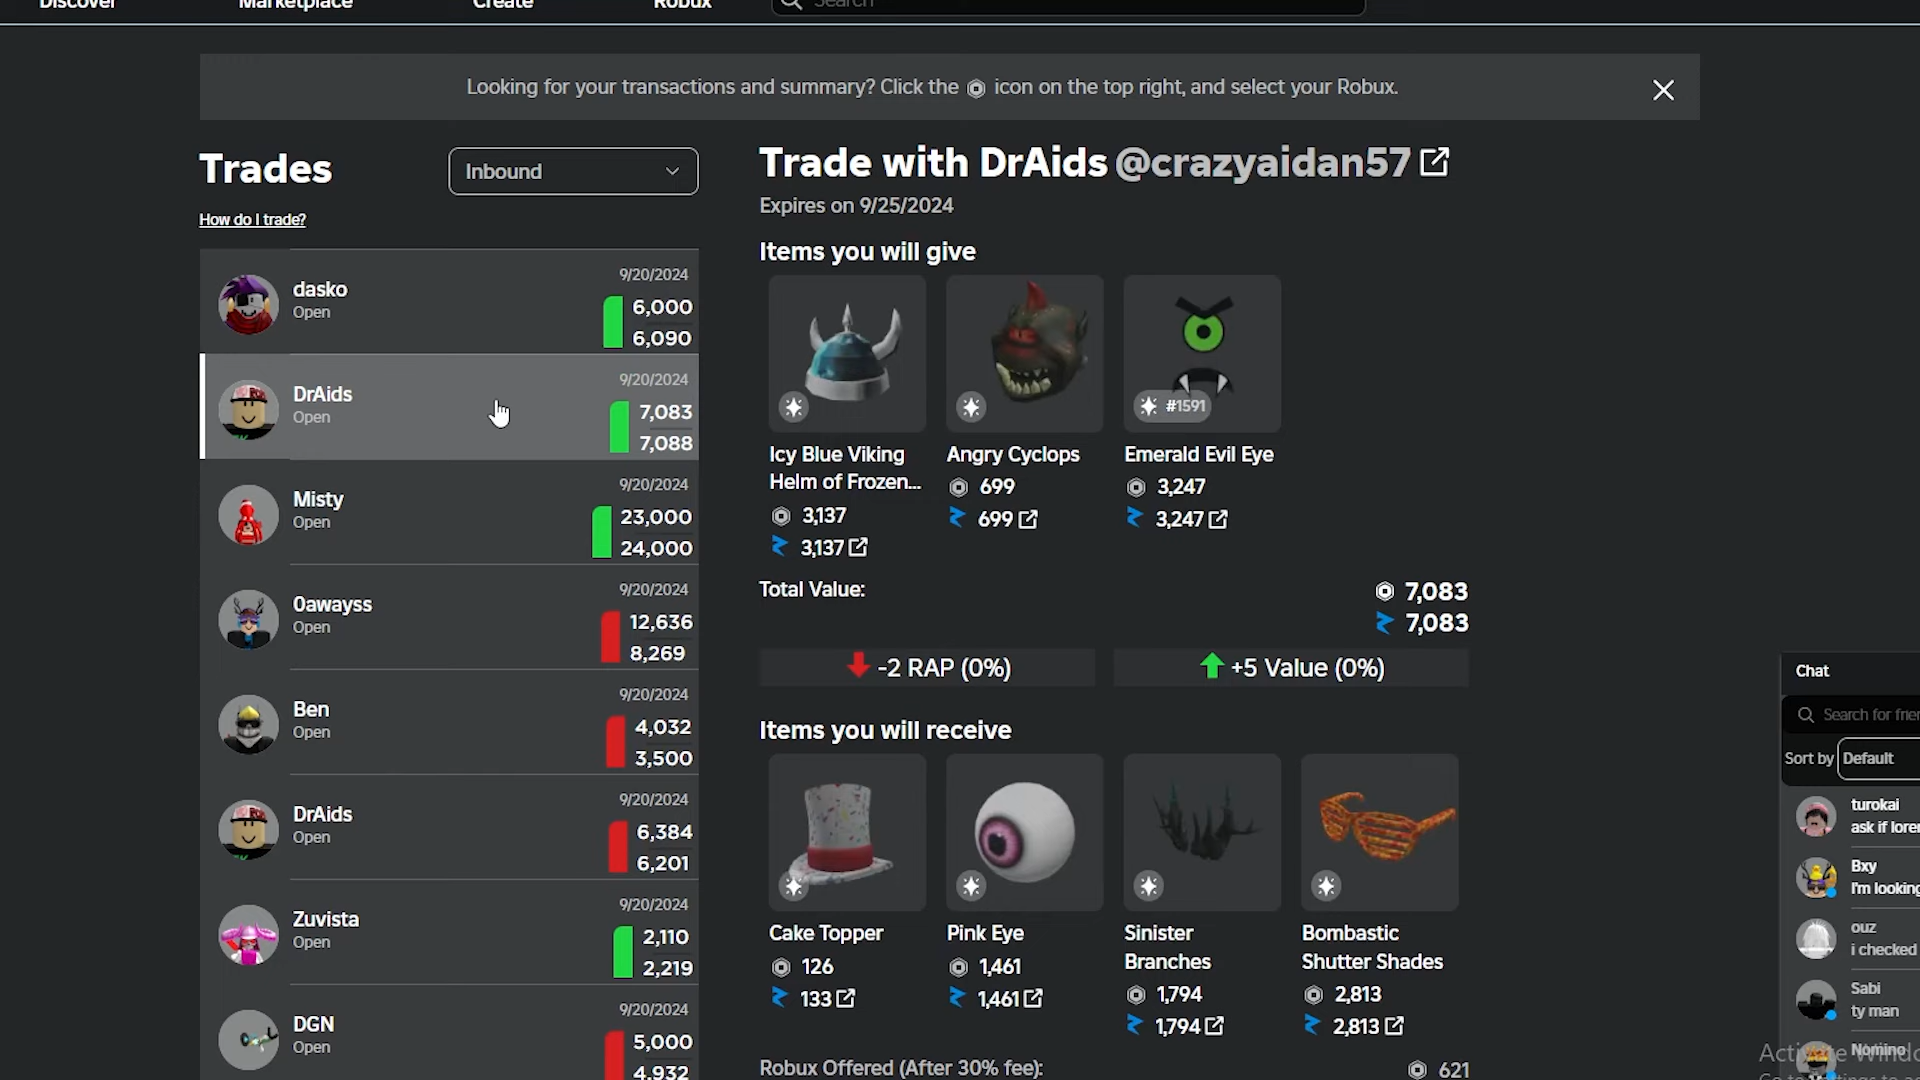 Discover Marketplace Create Robux Search
Looking for your transactions and summary? Click the icon on the top right, and select your Robux.
Trades
Inbound
How do I trade?
dasko
Open
9/20/2024
6,000
6,090
DrAids
Open
9/20/2024
7,083
7,088
Misty
Open
9/20/2024
23,000
24,000
0awayss
Open
9/20/2024
12,636
8,269
Ben
Open
9/20/2024
4,032
3,500
DrAids
Open
9/20/2024
6,384
6,201
Zuvista
Open
9/20/2024
2,110
2,219
DGN
Open
9/20/2024
5,000
4,932
Trade with DrAids @crazyaidan57
Expires on 9/25/2024
Items you will give
#1591
Icy Blue Viking
Helm of Frozen...
3,137
3,137
Angry Cyclops
699
699
Emerald Evil Eye
3,247
3,247
Total Value:
7,083
7,083
-2 RAP (0%)
+5 Value (0%)
Items you will receive
Cake Topper
126
133
Pink Eye
1,461
1,461
Sinister
Branches
1,794
1,794
Bombastic
Shutter Shades
2,813
2,813
Robux Offered (After 30% fee):
621
Chat
Search for frier
Sort by Default
turokai
ask if lorer
Bxy
I'm looking
ouz
i checked
Sabi
ty man
Nomino